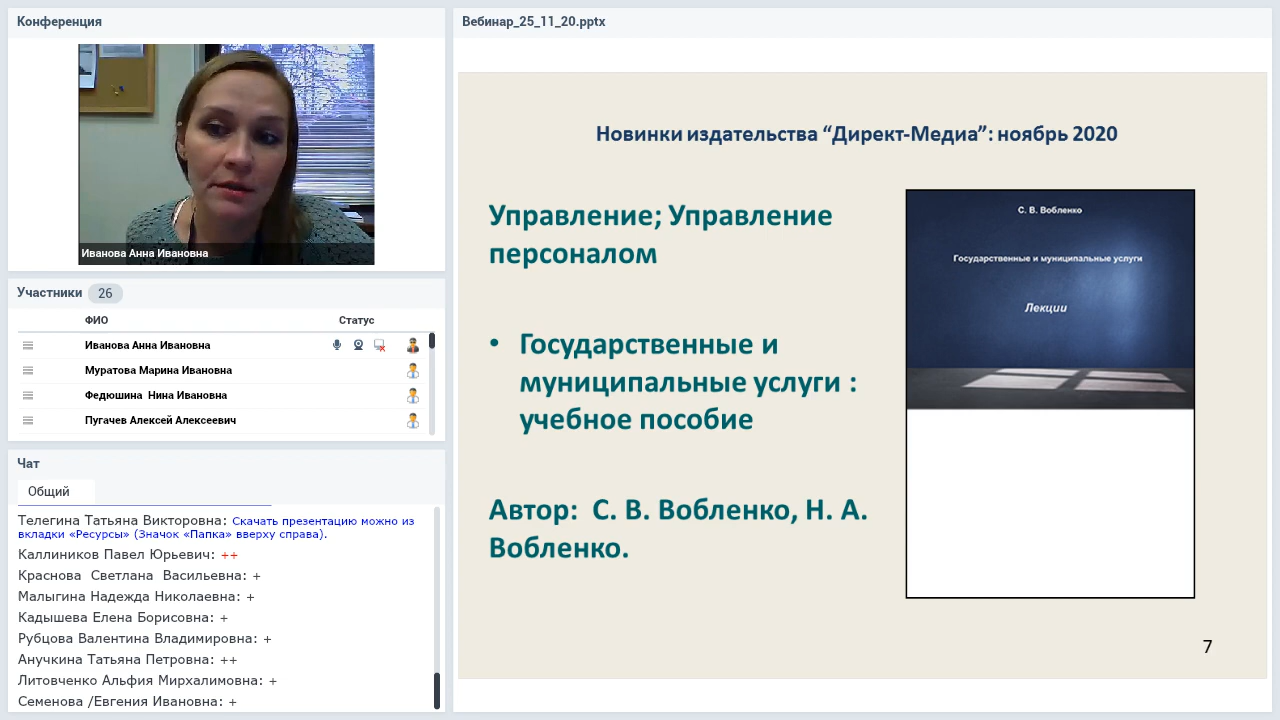 Конференция
Иванова Анна Ивановна
Участники 26
ФИО Статус
Иванова Анна Ивановна
Муратова Марина Ивановна
Федюшина  Нина Ивановна
Пугачев Алексей Алексеевич
Чат
Общий
Телегина Татьяна Викторовна: Скачать презентацию можно из
вкладки «Ресурсы» (Значок «Папка» вверху справа).
Каллиников Павел Юрьевич: ++
Краснова  Светлана  Васильевна: +
Малыгина Надежда Николаевна: +
Кадышева Елена Борисовна: +
Рубцова Валентина Владимировна: +
Анучкина Татьяна Петровна: ++
Литовченко Альфия Мирхалимовна: +
Семенова /Евгения Ивановна: +
Вебинар_25_11_20.pptx
Новинки издательства “Директ-Медиа”: ноябрь 2020
Управление; Управление
персоналом
• Государственные и
муниципальные услуги :
учебное пособие
Автор:  С. В. Вобленко, Н. А.
Вобленко.
С. В. Вобленко
Государственные и муниципальные услуги
Лекции
7